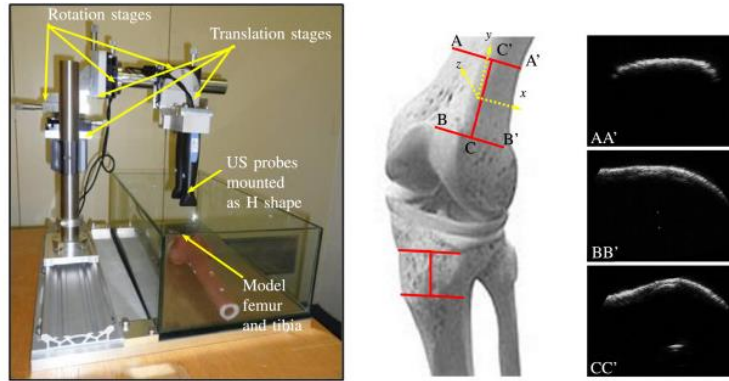 Rotation stages
Translation stages
US probes
mounted
as H shape
Model
femur
and tibia
A
C'
A'
y
z
x
B
B'
C
AA'
BB'
CC'